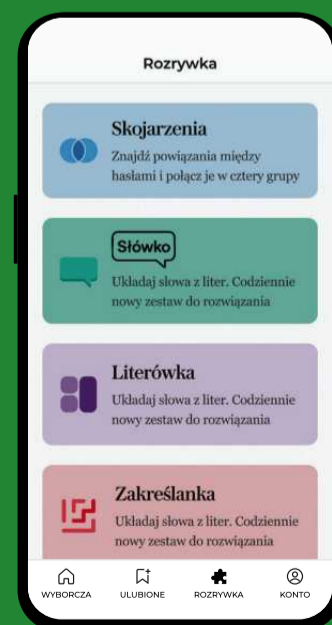 Rozrywka
Skojarzenia
Znajdź powiązania między
hasłami i połącz je w cztery grupy
Słówko
Układaj słowa z liter. Codziennie
nowy zestaw do rozwiązania
Literówka
Układaj słowa z liter. Codziennie
nowy zestaw do rozwiązania
Zakreślanka
Układaj słowa z liter. Codziennie
nowy zestaw do rozwiązania
WYBORCZA
ULUBIONE
ROZRYWKA
KONTO